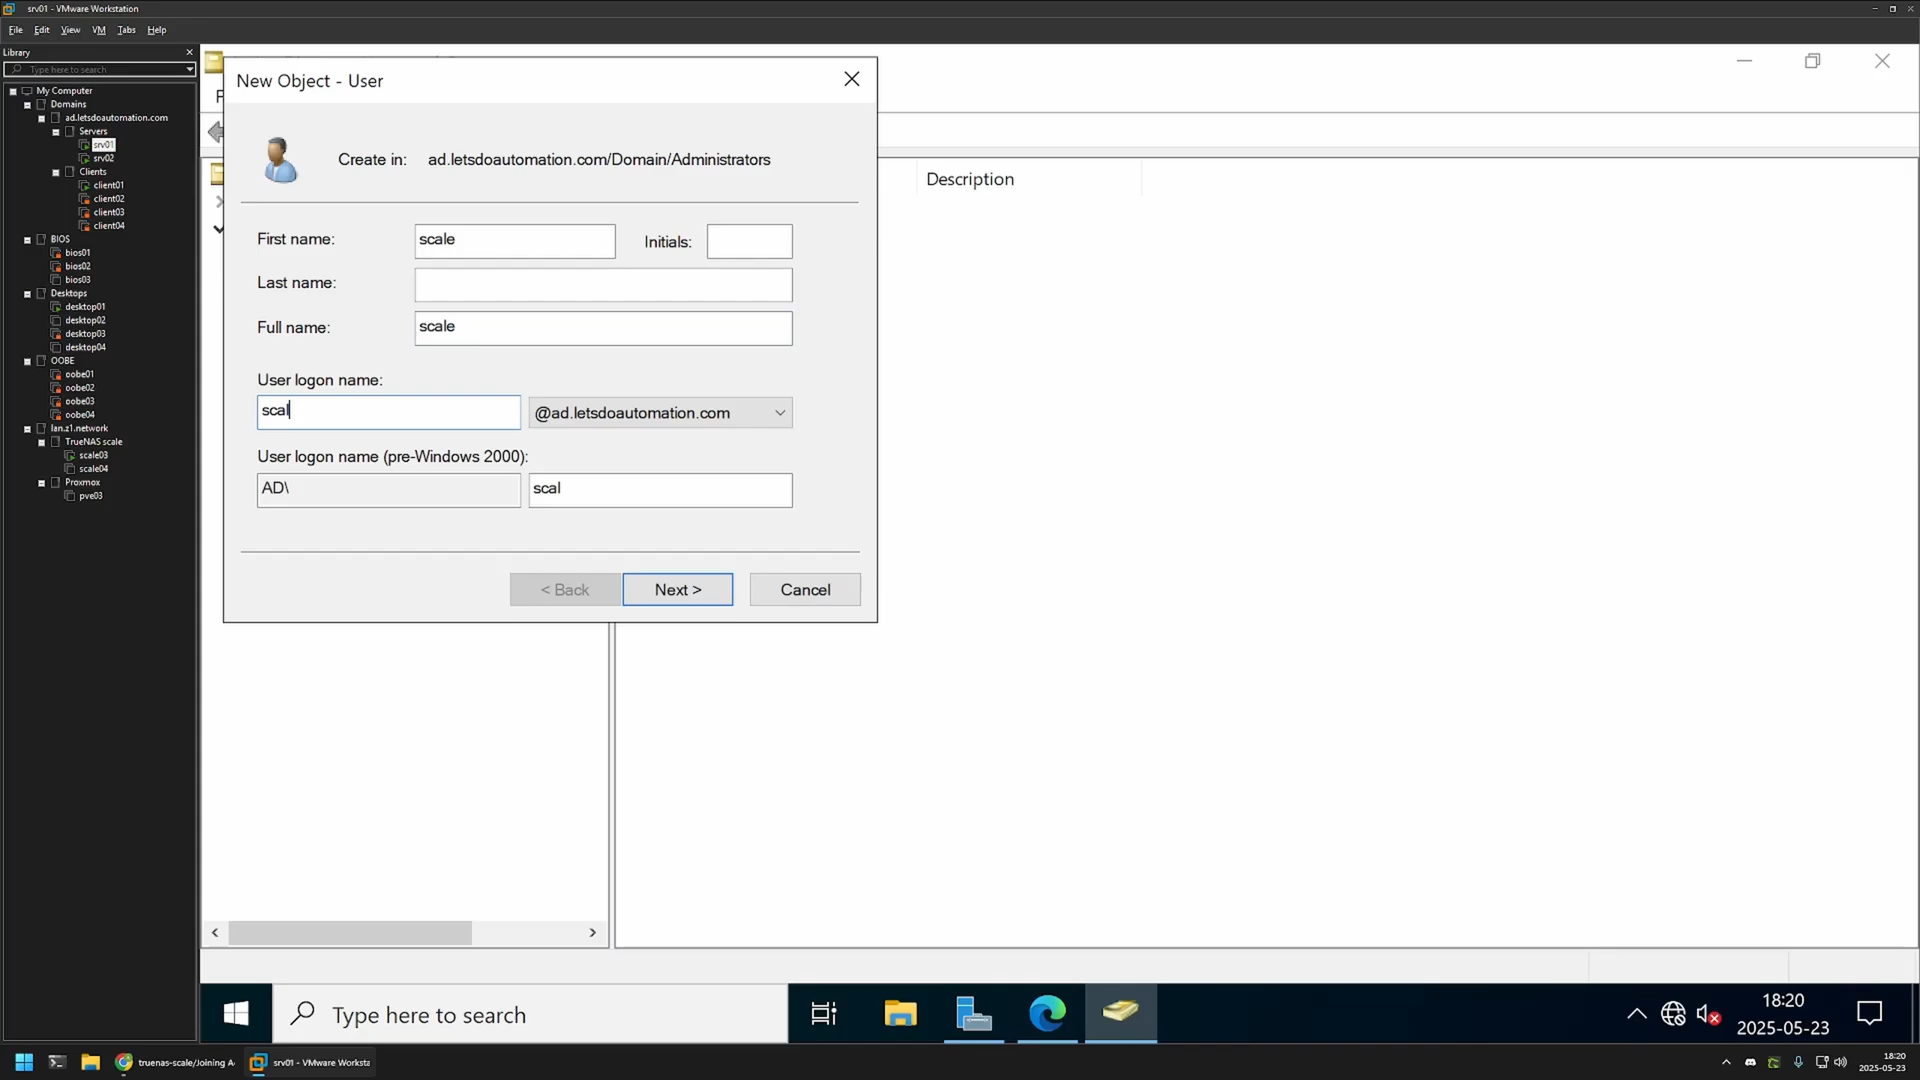 srv01 - VMware Workstation
File Edit View VM Tabs Help
Library
Type here to search
My Computer
Domains
ad.letsdoautomation.com
Servers
srv01
srv02
Clients
client01
client02
client03
client04
BIOS
bios01
bios02
bios03
Desktops
desktop01
desktop02
desktop03
desktop04
OOBE
oobe01
oobe02
oobe03
oobe04
lan.z1.network
TrueNAS scale
scale03
scale04
Proxmox
pve03
New Object - User
Create in: ad.letsdoautomation.com/Domain/Administrators
First name: scale Initials:
Last name:
Full name: scale
User logon name:
scal @ad.letsdoautomation.com
User logon name (pre-Windows 2000):
AD\ scal
< Back Next > Cancel
Description
Type here to search
18:20
2025-05-23
truenas-scale/Joining A
srv01 - VMware Worksta
18:20
2025-05-23